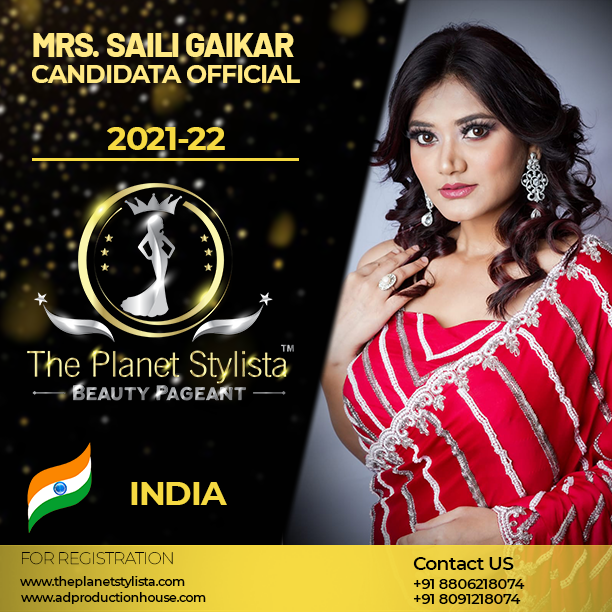 MRS. SAILI GAIKAR
CANDIDATA OFFICIAL
2021-22
The Planet Stylista™
BEAUTY PAGEANT
INDIA
FOR REGISTRATION
www.theplanetstylista.com
www.adproductionhouse.com
Contact US
+91 8806218074
+91 8091218074